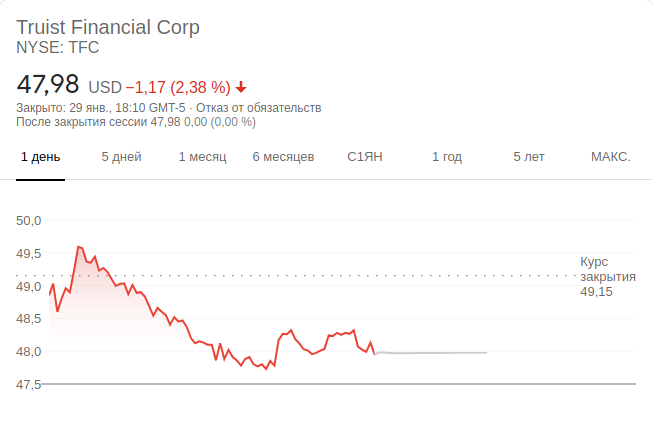 Truist Financial Corp
NYSE: TFC
47,98 USD −1,17 (2,38 %)
Закрыто: 29 янв., 18:10 GMT-5 · Отказ от обязательств
После закрытия сессии 47,98 0,00 (0,00 %)
1 день 5 дней 1 месяц 6 месяцев С1ЯН 1 год 5 лет МАКС.
50,0
49,5
Курс
закрытия
49,15
49,0
48,5
48,0
47,5